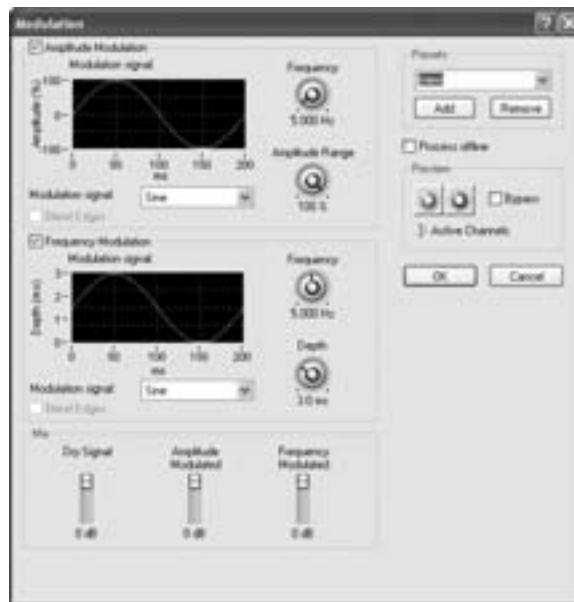 Modulation
Amplitude Modulation
Modulation signal
Amplitude (%)
100
0
-100
0 50 100 150 200
ms
Frequency
5.000 Hz
Amplitude Range
100 %
Modulation signal: Sine
Blend Edges
Frequency Modulation
Modulation signal
Depth (ms)
3
2
1
0
0 50 100 150 200
ms
Frequency
5.000 Hz
Depth
3.0 ms
Modulation signal: Sine
Blend Edges
Mix
Dry Signal
Amplitude Modulated
Frequency Modulated
0 dB
0 dB
0 dB
Presets
Add Remove
Process offline
Preview
Bypass
Active Channels
OK Cancel